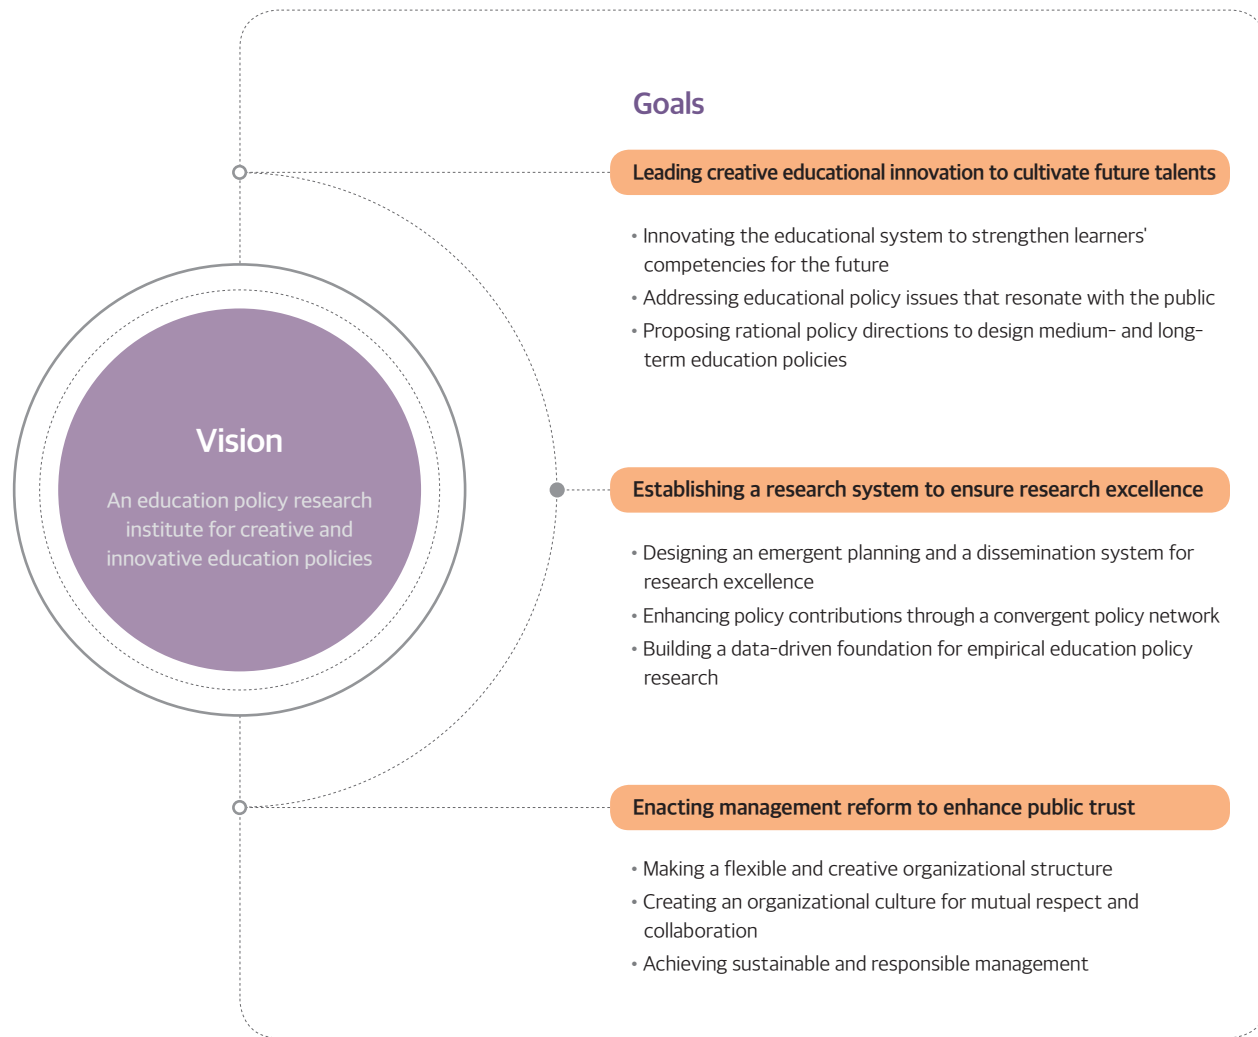 Vision
An education policy research
institute for creative and
innovative education policies
Goals
Leading creative educational innovation to cultivate future talents
• Innovating the educational system to strengthen learners'
competencies for the future
• Addressing educational policy issues that resonate with the public
• Proposing rational policy directions to design medium- and long-
term education policies
Establishing a research system to ensure research excellence
• Designing an emergent planning and a dissemination system for
research excellence
• Enhancing policy contributions through a convergent policy network
• Building a data-driven foundation for empirical education policy
research
Enacting management reform to enhance public trust
• Making a flexible and creative organizational structure
• Creating an organizational culture for mutual respect and
collaboration
• Achieving sustainable and responsible management